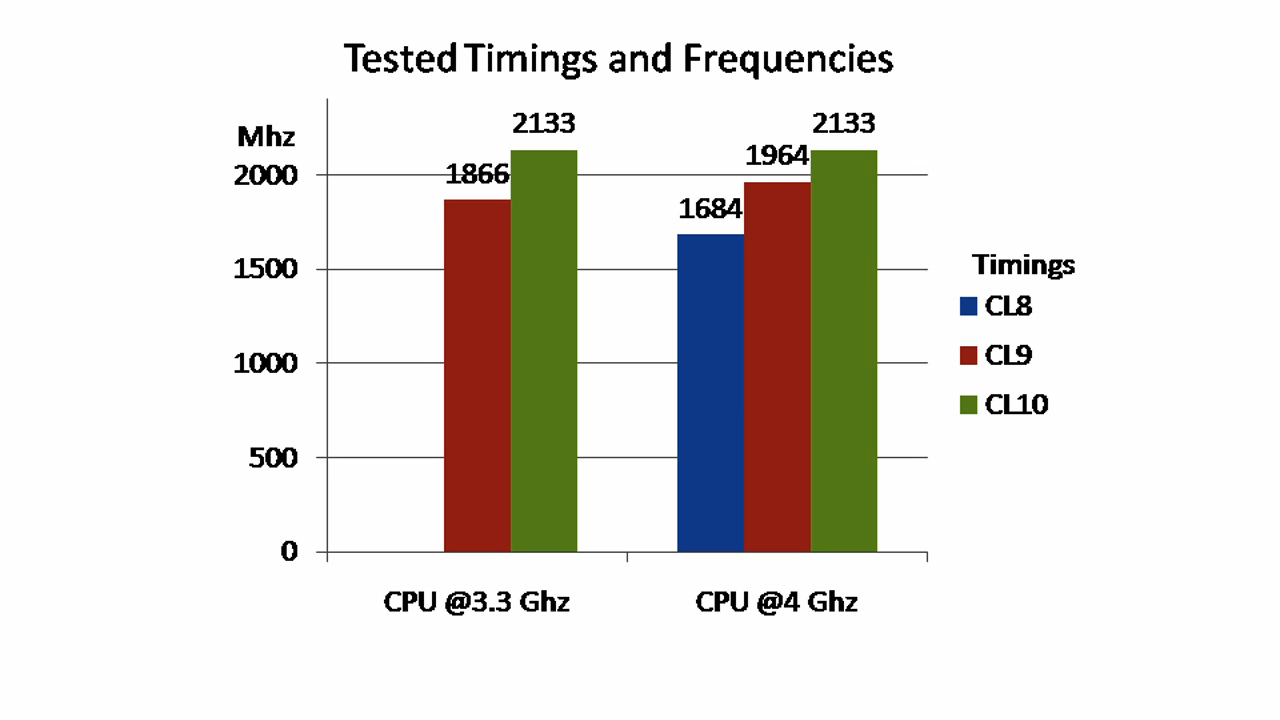 Tested Timings and Frequencies
Mhz
2133
2133
1964
1866
2000
1684
1500
Timings
CL8
CL9
1000
CL10
500
0
CPU @3.3 Ghz
CPU @4 Ghz